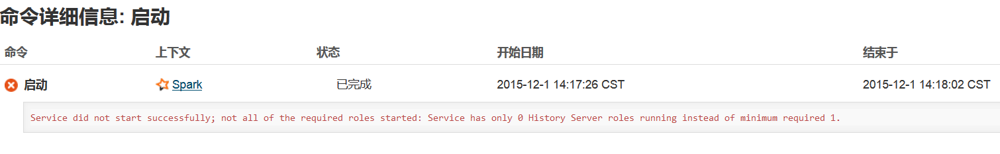 命令详细信息: 启动
命令 上下文 状态 开始日期 结束于
启动 Spark 已完成 2015-12-1 14:17:26 CST 2015-12-1 14:18:02 CST
Service did not start successfully; not all of the required roles started: Service has only 0 History Server roles running instead of minimum required 1.